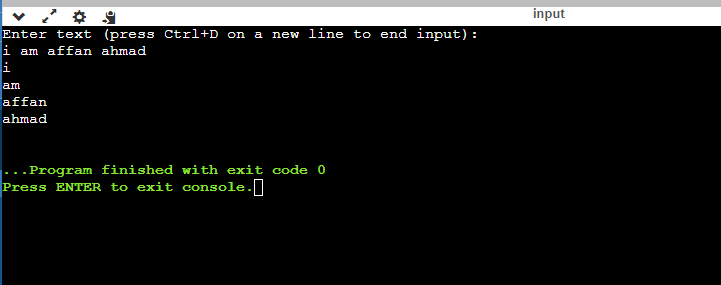 input
Enter text (press Ctrl+D on a new line to end input):
i am affan ahmad
i
am
affan
ahmad
...Program finished with exit code 0
Press ENTER to exit console.